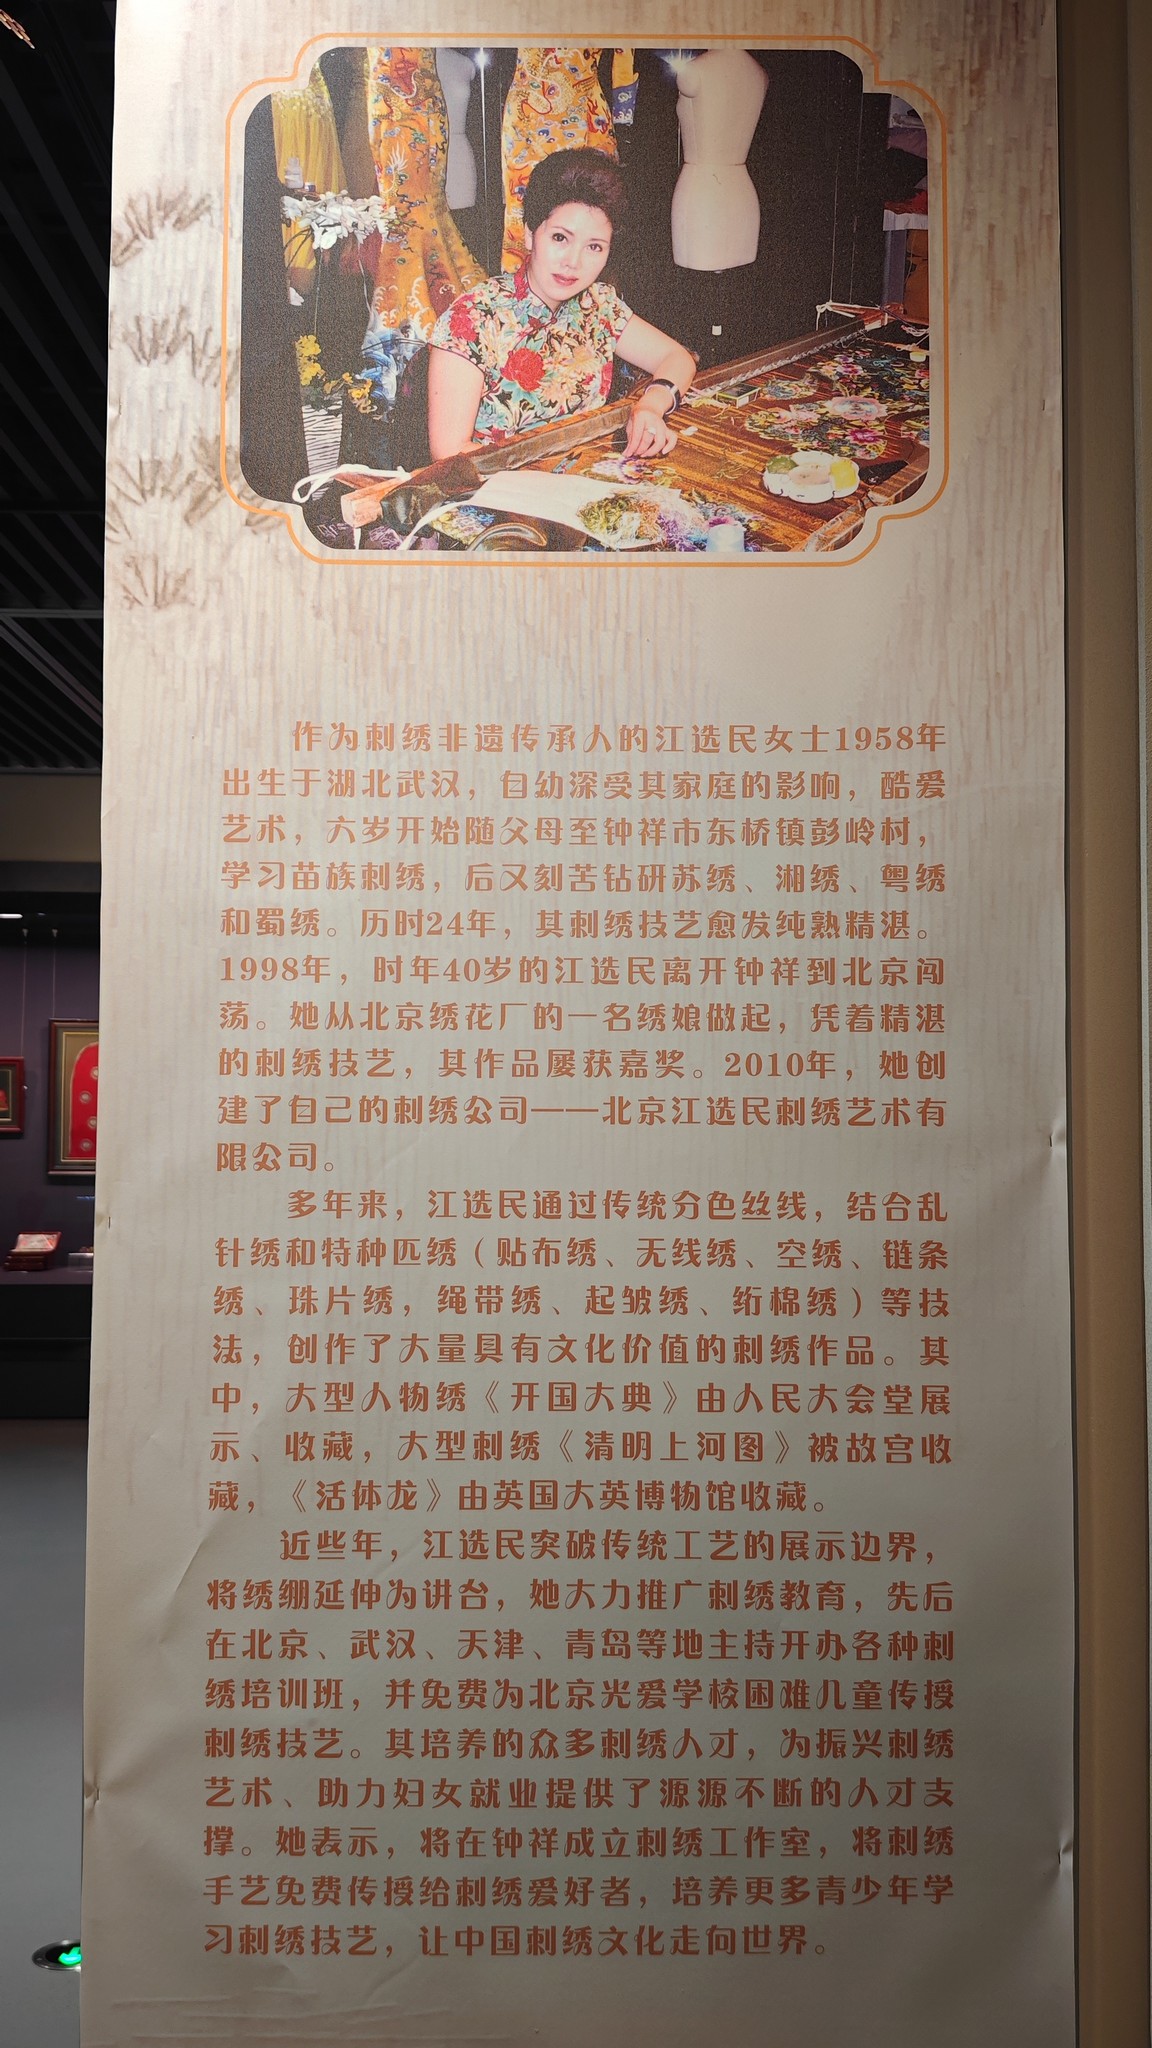 作为刺绣非遗传承人的江选民女士1958年
出生于湖北武汉，自幼深受其家庭的影响，酷爱
艺术，六岁开始随父母至钟祥市东桥镇彭岭村，
学习苗族刺绣，后又刻苦钻研苏绣、湘绣、粤绣
和蜀绣。历时24年，其刺绣技艺愈发纯熟精湛。
1998年，时年40岁的江选民离开钟祥到北京闯
荡。她从北京绣花厂的一名绣娘做起，凭着精湛
的刺绣技艺，其作品屡获嘉奖。2010年，她创
建了自己的刺绣公司——北京江选民刺绣艺术有
限公司。
多年来，江选民通过传统分色丝线，结合乱
针绣和特种匹绣（贴布绣、无线绣、空绣、链条
绣、珠片绣，绳带绣、起皱绣、绗棉绣）等技
法，创作了大量具有文化价值的刺绣作品。其
中，大型人物绣《开国大典》由人民大会堂展
示、收藏，大型刺绣《清明上河图》被故宫收
藏，《活体龙》由英国大英博物馆收藏。
近些年，江选民突破传统工艺的展示边界，
将绣绷延伸为讲台，她大力推广刺绣教育，先后
在北京、武汉、天津、青岛等地主持开办各种刺
绣培训班，并免费为北京光爱学校困难儿童传授
刺绣技艺。其培养的众多刺绣人才，为振兴刺绣
艺术、助力妇女就业提供了源源不断的人才支
撑。她表示，将在钟祥成立刺绣工作室，将刺绣
手艺免费传授给刺绣爱好者，培养更多青少年学
习刺绣技艺，让中国刺绣文化走向世界。